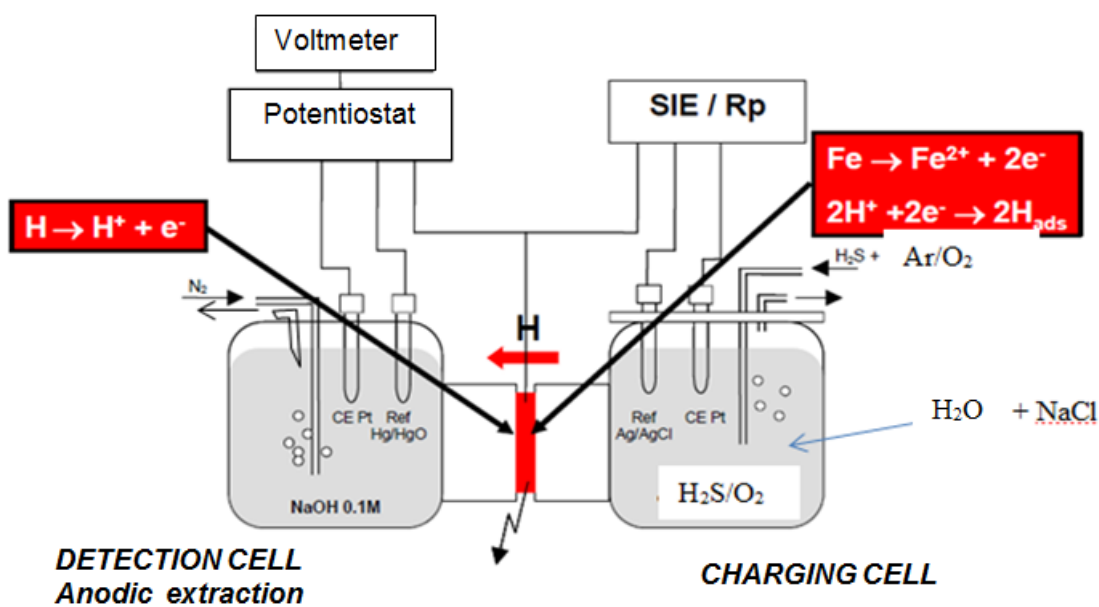 Voltmeter
Potentiostat
SIE / Rp
Fe → Fe²⁺ + 2e⁻
2H⁺ +2e⁻ → 2Hads
H → H⁺ + e⁻
H₂S + Ar/O₂
N₂
H
CE Pt Ref
Hg/HgO
Ref CE Pt
Ag/AgCl
H₂O + NaCl
H₂S/O₂
NaOH 0.1M
DETECTION CELL
Anodic extraction
CHARGING CELL